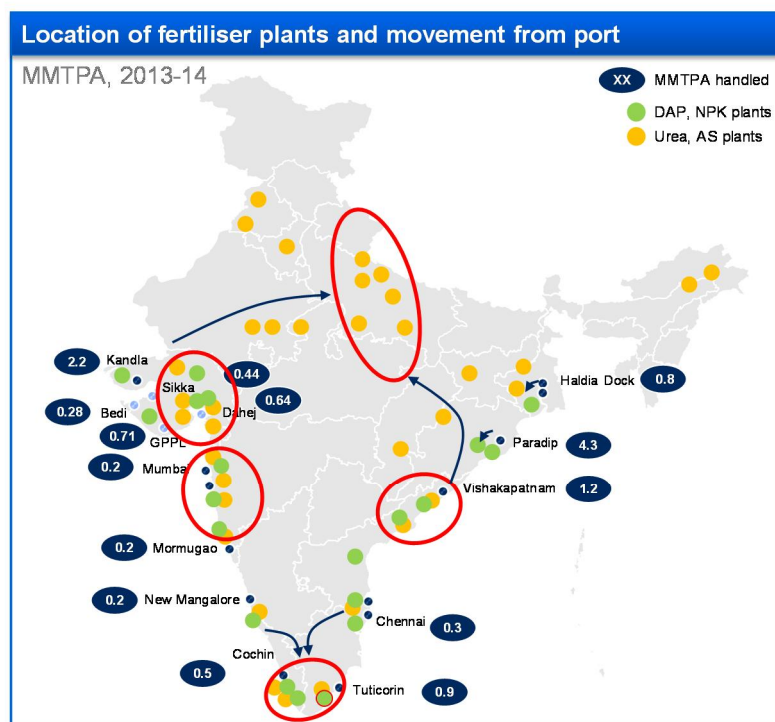 Location of fertiliser plants and movement from port
MMTPA, 2013-14
XX MMTPA handled
DAP, NPK plants
Urea, AS plants
2.2 Kandla
Sikka 0.44
0.28 Bedi
Dahej 0.64
0.71 GPPL
0.2 Mumbai
Haldia Dock 0.8
Paradip 4.3
Vishakapatnam 1.2
0.2 Mormugao
0.2 New Mangalore
Chennai 0.3
Cochin
0.5
Tuticorin 0.9